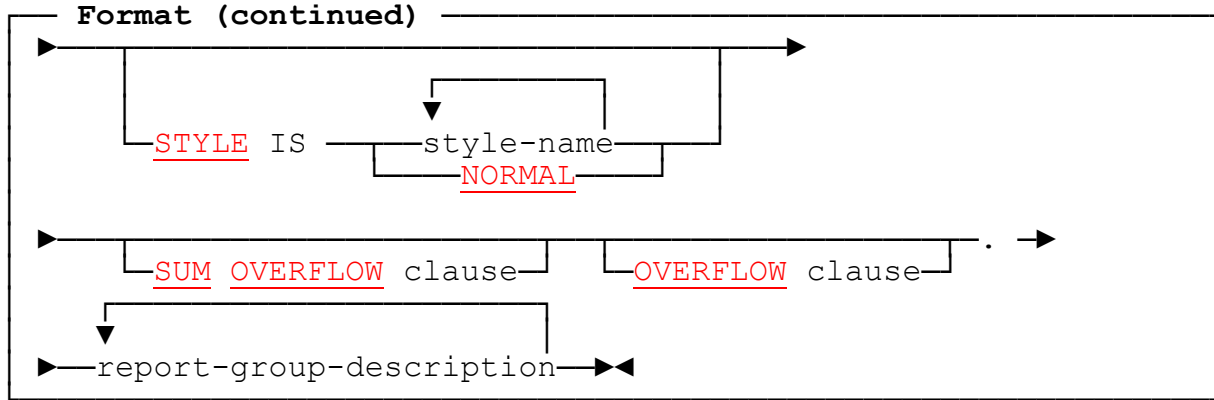 Format (continued)
STYLE IS style-name
NORMAL
SUM OVERFLOW clause OVERFLOW clause .
report-group-description